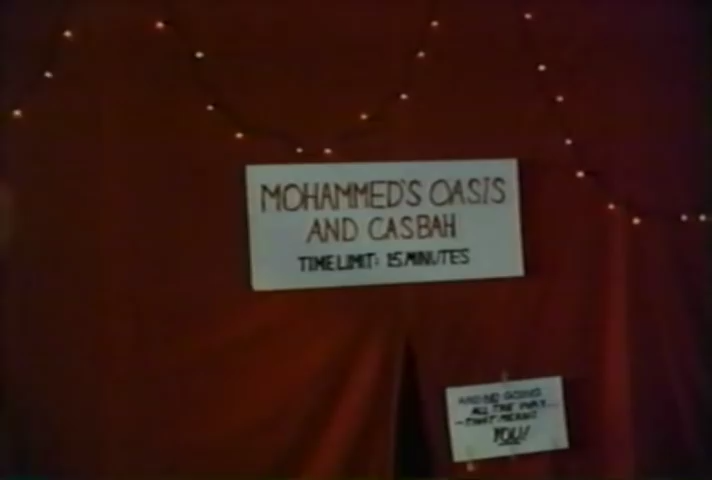 MOHAMMED'S OASIS
AND CASBAH
TIME LIMIT: 15 MINUTES
AND NO GOING
ALL THE WAY...
-THAT MEANS
YOU!